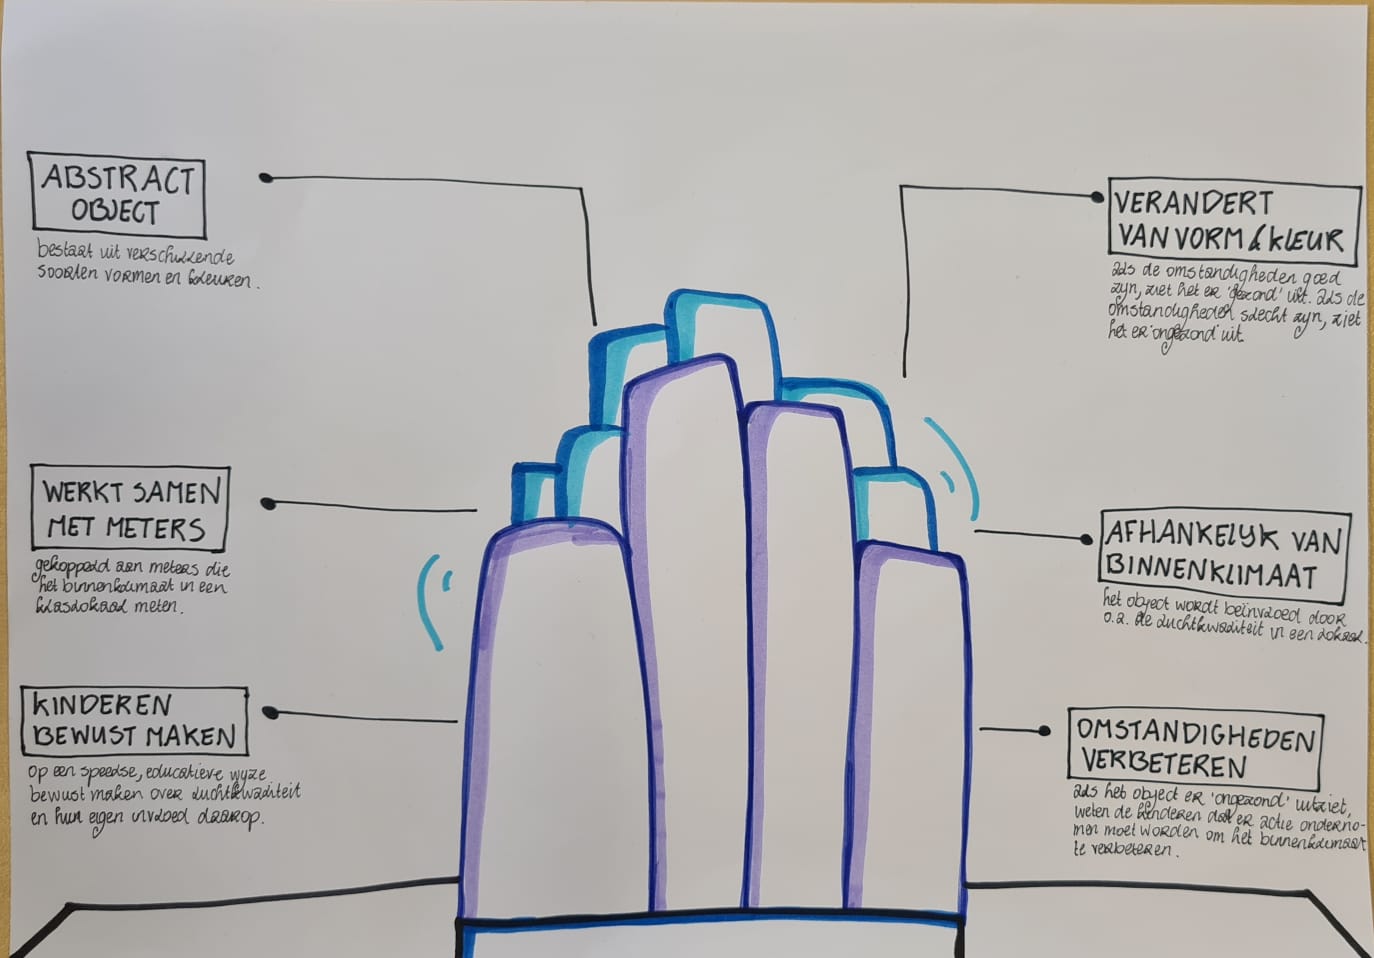 ABSTRACT
OBJECT
bestaat uit verschillende
soorten vormen en kleuren.
WERKT SAMEN
MET METERS
gekoppeld aan meters die
het binnenklimaat in een
klaslokaal meten.
KINDEREN
BEWUST MAKEN
op een speelse, educatieve wijze
bewust maken over luchtkwaliteit
en hun eigen invloed daarop.
VERANDERT
VAN VORM & KLEUR
als de omstandigheden goed
zijn, ziet het er 'gezond' uit. als de
omstandigheden slecht zijn, ziet
het er 'ongezond' uit.
AFHANKELIJK VAN
BINNENKLIMAAT
het object wordt beïnvloed door
o.a. de luchtkwaliteit in een lokaal.
OMSTANDIGHEDEN
VERBETEREN
als het object er 'ongezond' uitziet,
weten de kinderen dat er actie onderno-
men moet worden om het binnenklimaat
te verbeteren.